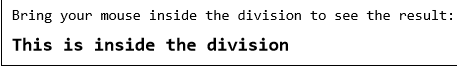 Bring your mouse inside the division to see the result:
This is inside the division